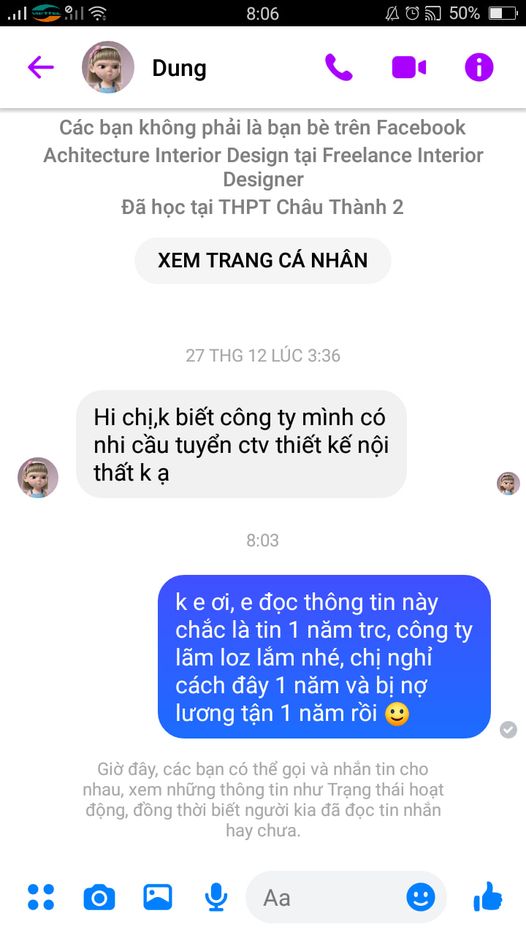 VIETTEL
8:06
50%
Dung
Các bạn không phải là bạn bè trên Facebook
Achitecture Interior Design tại Freelance Interior
Designer
Đã học tại THPT Châu Thành 2
XEM TRANG CÁ NHÂN
27 THG 12 LÚC 3:36
Hi chị,k biết công ty mình có
nhi cầu tuyển ctv thiết kế nội
thất k ạ
8:03
k e ơi, e đọc thông tin này
chắc là tin 1 năm trc, công ty
lãm loz lắm nhé, chị nghỉ
cách đây 1 năm và bị nợ
lương tận 1 năm rồi 🙂
Giờ đây, các bạn có thể gọi và nhắn tin cho
nhau, xem những thông tin như Trạng thái hoạt
động, đồng thời biết người kia đã đọc tin nhắn
hay chưa.
Aa